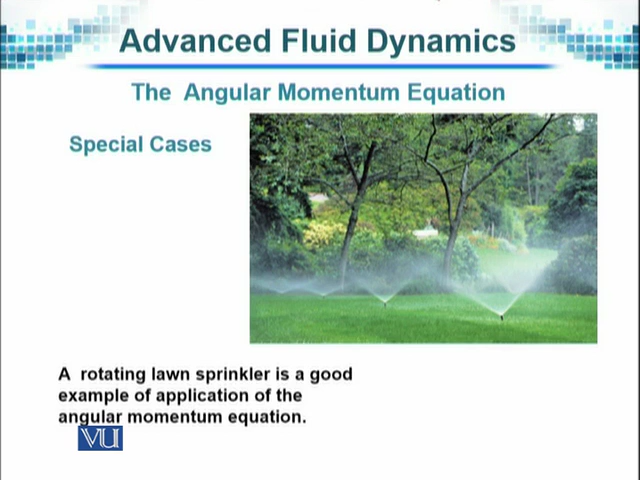 Advanced Fluid Dynamics
The Angular Momentum Equation
Special Cases
A rotating lawn sprinkler is a good
example of application of the
angular momentum equation.
VU